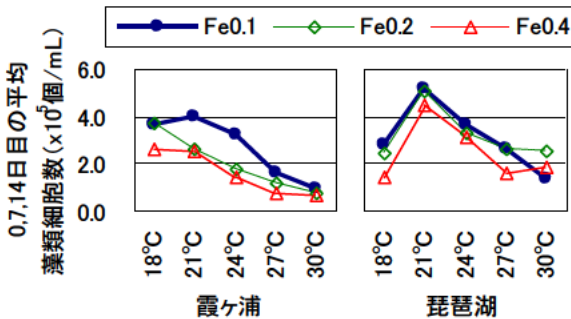 Fe0.1 Fe0.2 Fe0.4
0,7,14日目の平均
藻類細胞数(x10⁵個/mL)
6.0
4.0
2.0
0.0
18℃ 21℃ 24℃ 27℃ 30℃ 18℃ 21℃ 24℃ 27℃ 30℃
霞ヶ浦 琵琶湖